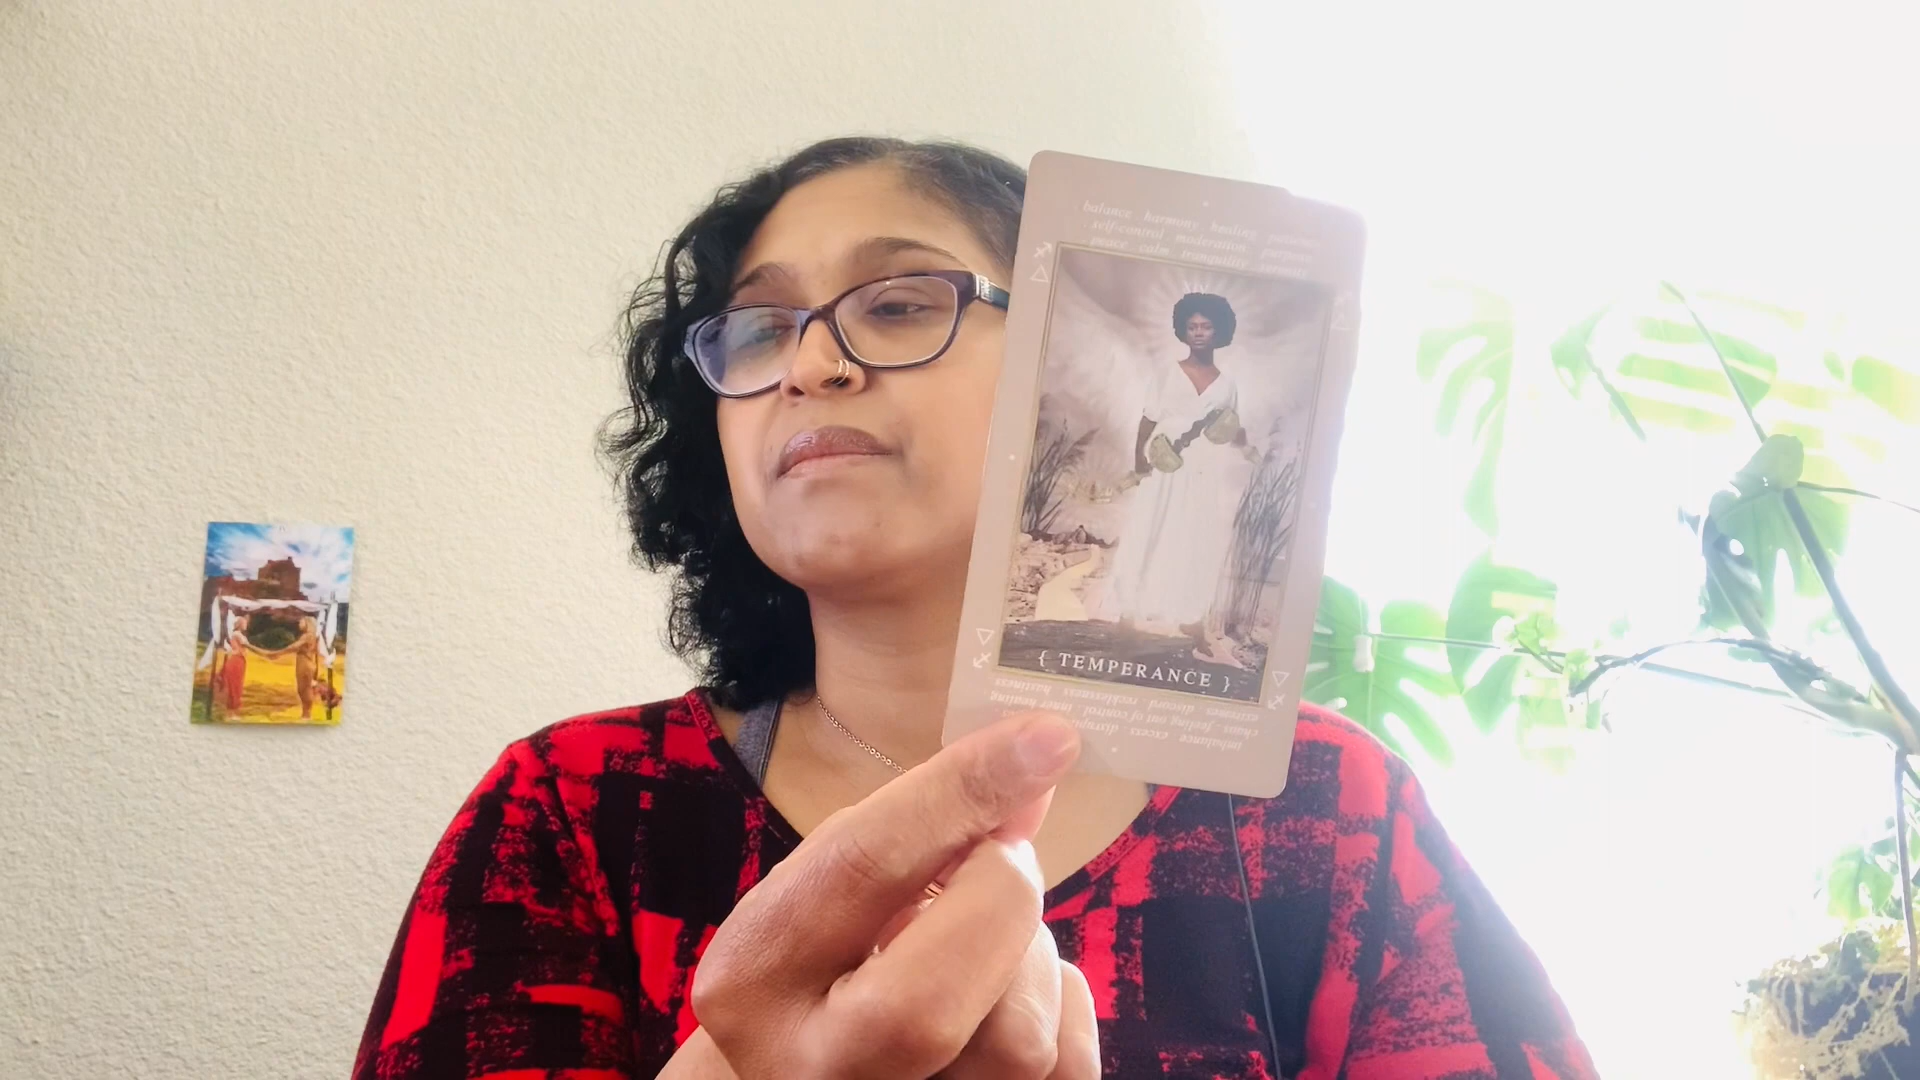 balance harmony healing patience
self-control moderation purpose
peace calm tranquility serenity
{ TEMPERANCE }
imbalance excess
chaos feeling out of control inner healing
extremes discord recklessness hastiness